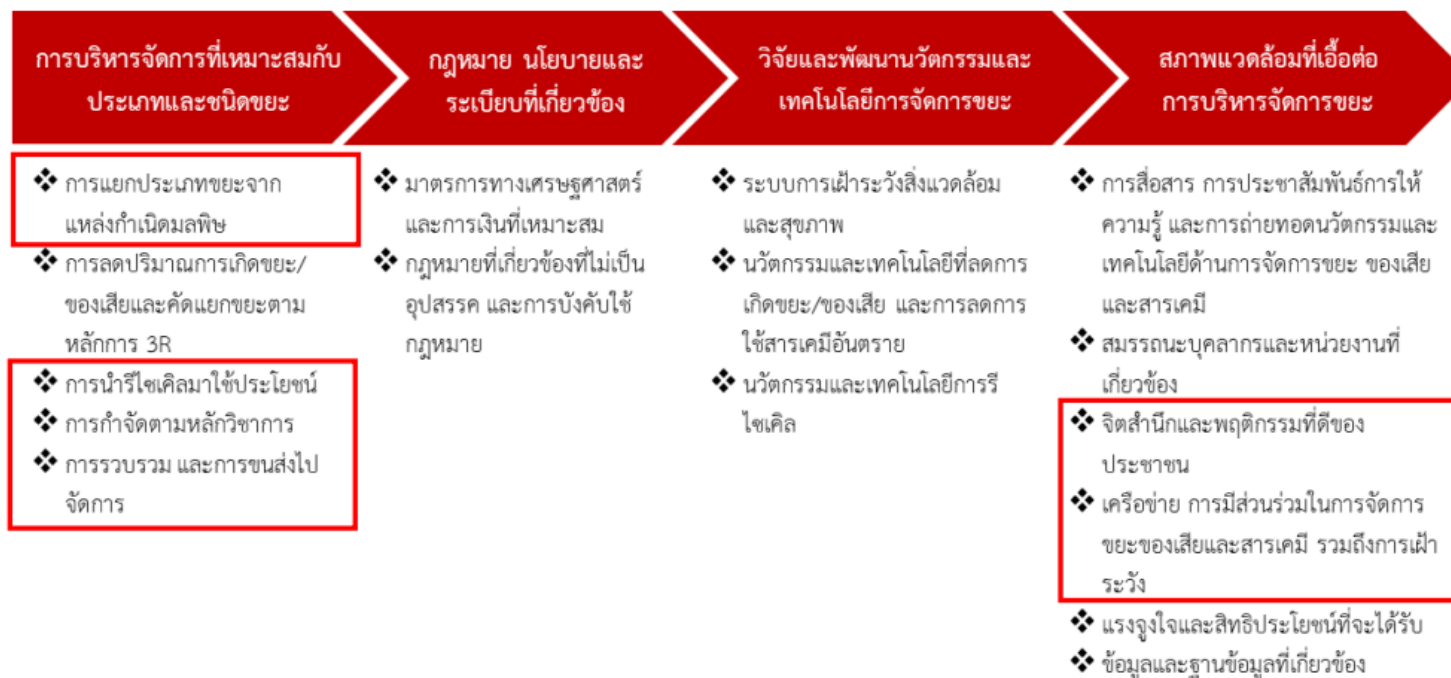 การบริหารจัดการที่เหมาะสมกับ
ประเภทและชนิดขยะ
กฎหมาย นโยบายและ
ระเบียบที่เกี่ยวข้อง
วิจัยและพัฒนานวัตกรรมและ
เทคโนโลยีการจัดการขยะ
สภาพแวดล้อมที่เอื้อต่อ
การบริหารจัดการขยะ
❖ การแยกประเภทขยะจาก
แหล่งกำเนิดมลพิษ
❖ การลดปริมาณการเกิดขยะ/
ของเสียและคัดแยกขยะตาม
หลักการ 3R
❖ การนำรีไซเคิลมาใช้ประโยชน์
❖ การกำจัดตามหลักวิชาการ
❖ การรวบรวม และการขนส่งไป
จัดการ
❖ มาตรการทางเศรษฐศาสตร์
และการเงินที่เหมาะสม
❖ กฎหมายที่เกี่ยวข้องที่ไม่เป็น
อุปสรรค และการบังคับใช้
กฎหมาย
❖ ระบบการเฝ้าระวังสิ่งแวดล้อม
และสุขภาพ
❖ นวัตกรรมและเทคโนโลยีที่ลดการ
เกิดขยะ/ของเสีย และการลดการ
ใช้สารเคมีอันตราย
❖ นวัตกรรมและเทคโนโลยีการรี
ไซเคิล
❖ การสื่อสาร การประชาสัมพันธ์การให้
ความรู้ และการถ่ายทอดนวัตกรรมและ
เทคโนโลยีด้านการจัดการขยะ ของเสีย
และสารเคมี
❖ สมรรถนะบุคลากรและหน่วยงานที่
เกี่ยวข้อง
❖ จิตสำนึกและพฤติกรรมที่ดีของ
ประชาชน
❖ เครือข่าย การมีส่วนร่วมในการจัดการ
ขยะของเสียและสารเคมี รวมถึงการเฝ้า
ระวัง
❖ แรงจูงใจและสิทธิประโยชน์ที่จะได้รับ
❖ ข้อมูลและฐานข้อมูลที่เกี่ยวข้อง